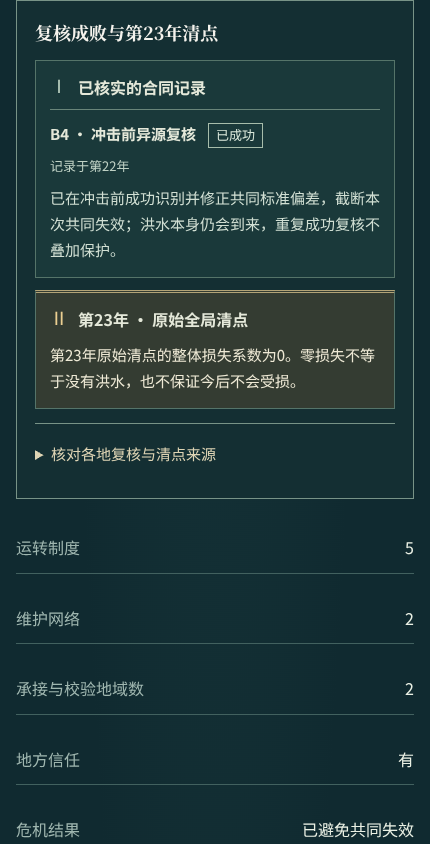 复核成败与第23年清点
I 已核实的合同记录
B4 · 冲击前异源复核 已成功
记录于第22年
已在冲击前成功识别并修正共同标准偏差，截断本
次共同失效；洪水本身仍会到来，重复成功复核不
叠加保护。
II 第23年 · 原始全局清点
第23年原始清点的整体损失系数为0。零损失不等
于没有洪水，也不保证今后不会受损。
▶ 核对各地复核与清点来源
运转制度 5
维护网络 2
承接与校验地域数 2
地方信任 有
危机结果 已避免共同失效